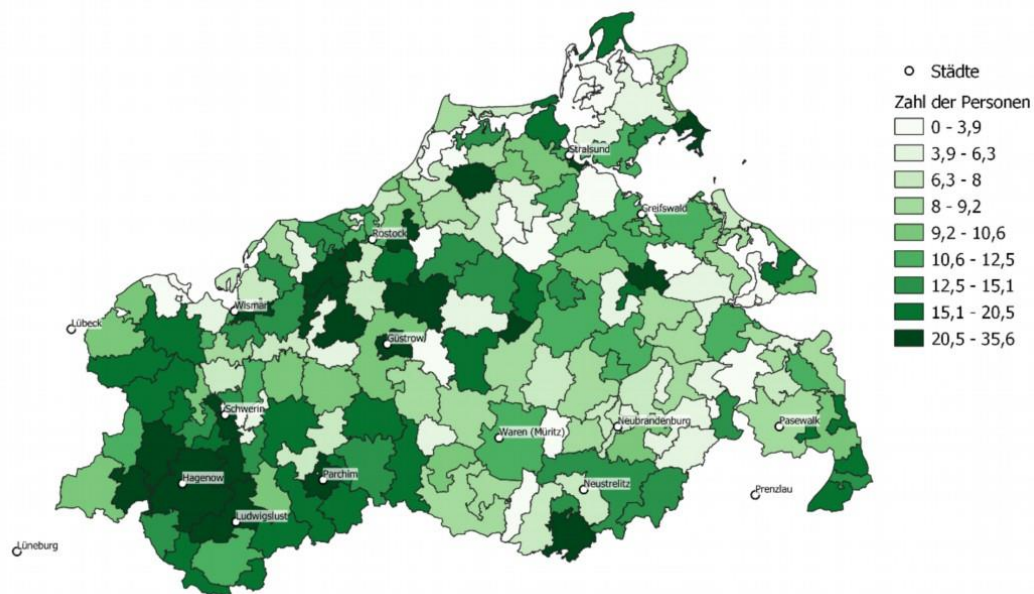 Städte
Zahl der Personen
0 - 3,9
3,9 - 6,3
6,3 - 8
8 - 9,2
9,2 - 10,6
10,6 - 12,5
12,5 - 15,1
15,1 - 20,5
20,5 - 35,6
Stralsund
Greifswald
Rostock
Wismar
Lübeck
Güstrow
Schwerin
Waren (Müritz)
Neubrandenburg
Pasewalk
Parchim
Hagenow
Neustrelitz
Prenzlau
Ludwigslust
Lüneburg